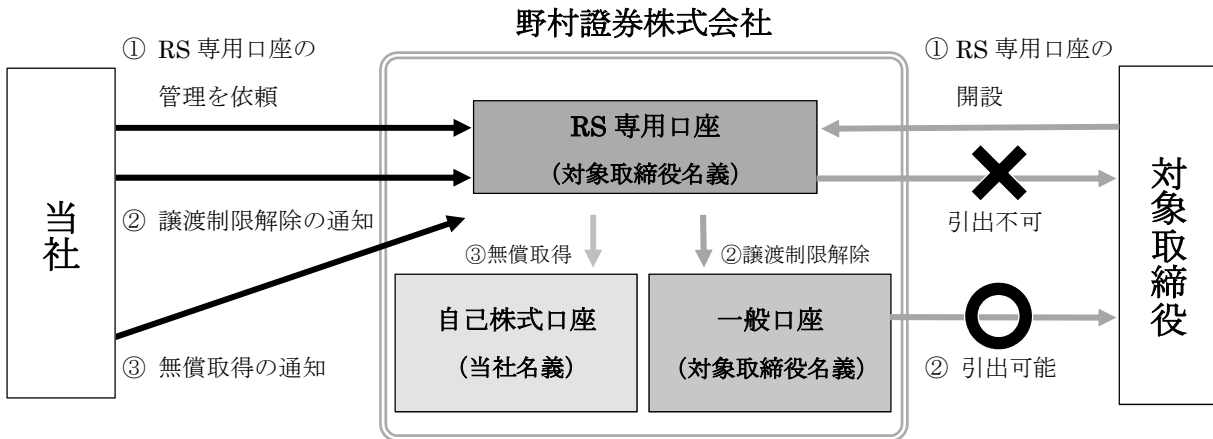 野村證券株式会社
① RS 専用口座の
管理を依頼
① RS 専用口座の
開設
RS 専用口座
(対象取締役名義)
当社
対象取締役
② 譲渡制限解除の通知
引出不可
③無償取得
②譲渡制限解除
自己株式口座
(当社名義)
一般口座
(対象取締役名義)
③ 無償取得の通知
② 引出可能